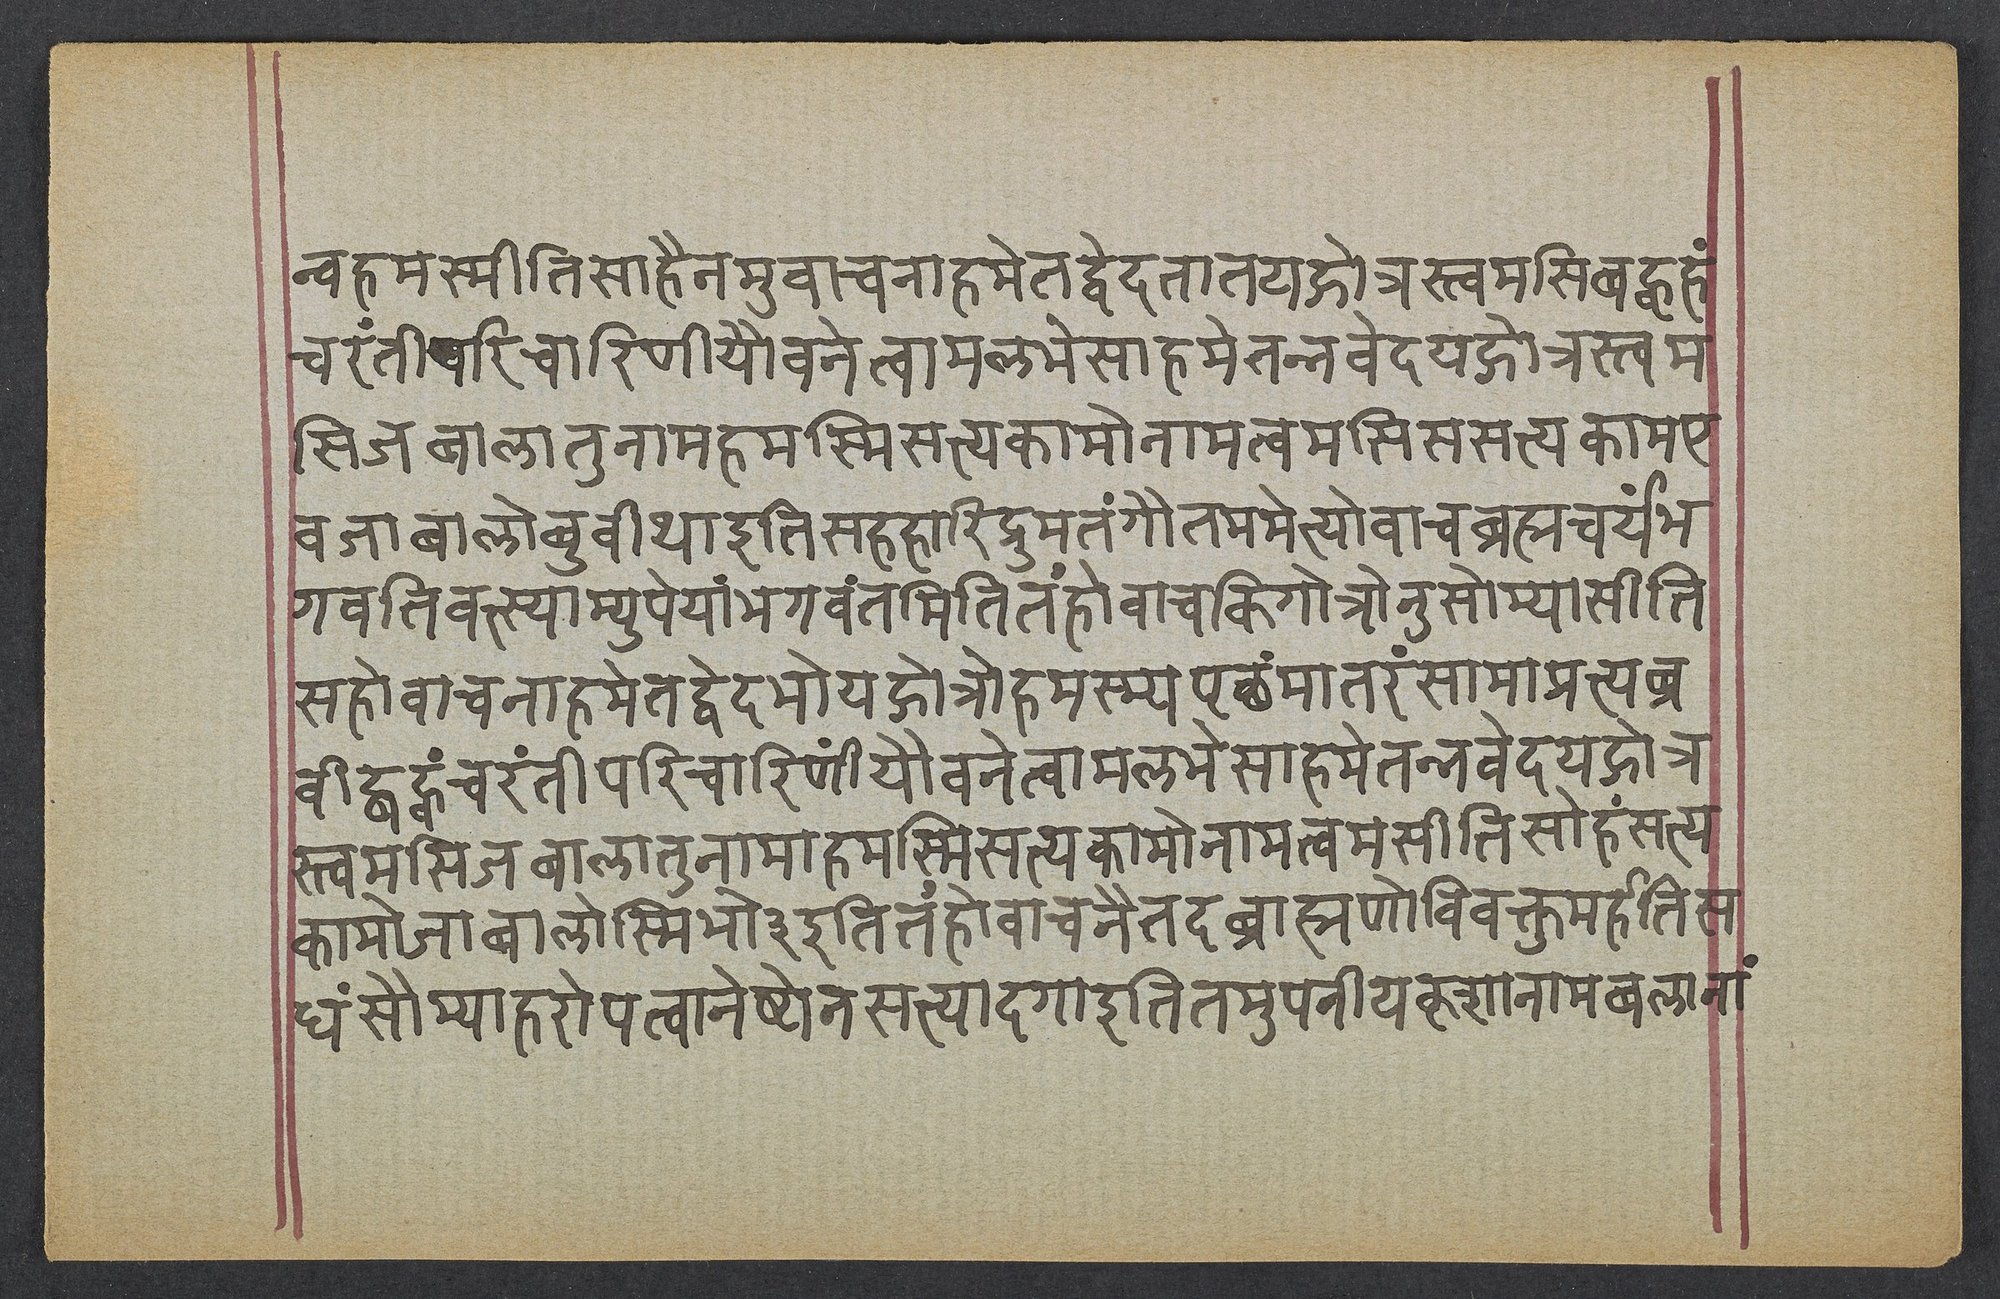 न्वहमस्मीतिसाहैनमुवाचनाहमेतद्वेदतातयद्गोत्रस्त्वमसिबह्वहं
चरंतीपरिचारिणीयौवनेत्वामलभेसाहमेतन्नवेदयद्गोत्रस्त्वम
सिजबालातुनामहमस्मिसत्यकामोनामत्वमसिससत्यकामए
वजाबालोब्रुवीथाइतिसहहारिद्रुमतंगौतममेत्योवाचब्रह्मचर्यंभ
गवतिवत्स्याम्युपेयांभगवंतमितितंहोवाचकिंगोत्रोनुसोम्यासीति
सहोवाचनाहमेतद्वेदभोयद्गोत्रोहमस्म्यपृछंमातरंसामाप्रत्यब्र
वीद्बह्वहंचरंतीपरिचारिणींयौवनेत्वामलभेसाहमेतन्नवेदयद्गोत्र
स्त्वमसिजबालातुनामाहमस्मिसत्यकामोनामत्वमसीतिसोहंसत्य
कामोजाबालोस्मिभो३इतितंहोवाचनैतदब्राह्मणोविवक्तुमर्हतिस
घंसौम्याहरोपत्वानेष्येनसत्यादगाइतितमुपनीयकृशानामबलानां